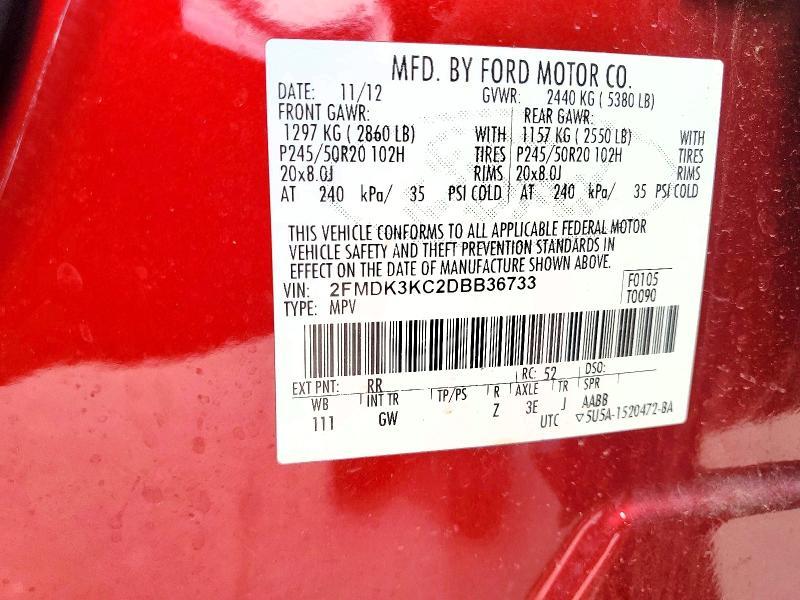 MFD. BY FORD MOTOR CO.
DATE: 11/12 GVWR: 2440 KG ( 5380 LB)
FRONT GAWR: REAR GAWR:
1297 KG ( 2860 LB) WITH 1157 KG ( 2550 LB) WITH
P245/50R20 102H TIRES P245/50R20 102H TIRES
20x8.0J RIMS 20x8.0J RIMS
AT 240 kPa/ 35 PSI COLD AT 240 kPa/ 35 PSI COLD
THIS VEHICLE CONFORMS TO ALL APPLICABLE FEDERAL MOTOR
VEHICLE SAFETY AND THEFT PREVENTION STANDARDS IN
EFFECT ON THE DATE OF MANUFACTURE SHOWN ABOVE.
VIN: 2FMDK3KC2DBB36733 F0105
TYPE: MPV T0090
EXT PNT: RR RC: 52 DSO:
WB INT TR TP/PS R AXLE TR SPR
111 GW Z 3E J AABB
UTC ▽5U5A-1520472-BA